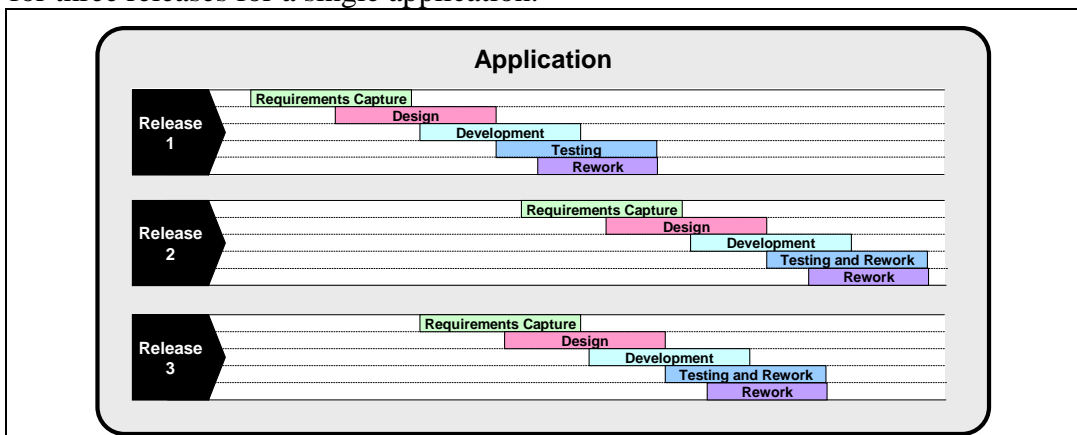 for three releases for a single application.
Application
Release
1
Requirements Capture
Design
Development
Testing
Rework
Release
2
Requirements Capture
Design
Development
Testing and Rework
Rework
Release
3
Requirements Capture
Design
Development
Testing and Rework
Rework